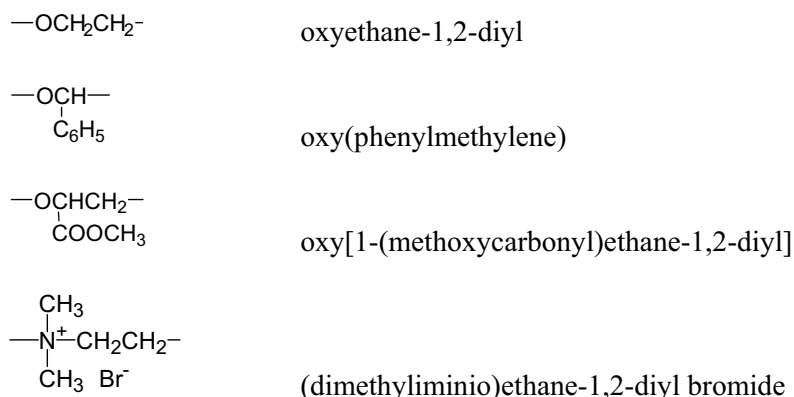 —OCH₂CH₂- oxyethane-1,2-diyl
—OCH—
C₆H₅
oxy(phenylmethylene)
—OCHCH₂—
COOCH₃
oxy[1-(methoxycarbonyl)ethane-1,2-diyl]
CH₃
—N⁺—CH₂CH₂—
CH₃ Br⁻
(dimethyliminio)ethane-1,2-diyl bromide